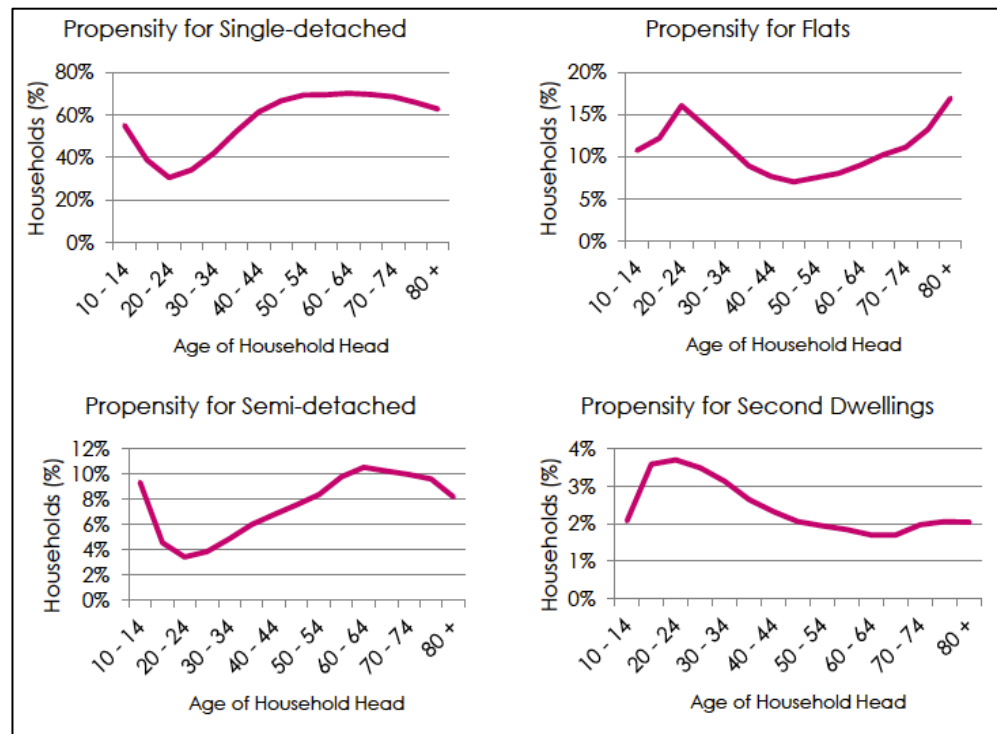 Propensity for Single-detached
80%
60%
40%
20%
0%
Households (%)
10 - 14
20 - 24
30 - 34
40 - 44
50 - 54
60 - 64
70 - 74
80 +
Age of Household Head
Propensity for Flats
20%
15%
10%
5%
0%
Households (%)
10 - 14
20 - 24
30 - 34
40 - 44
50 - 54
60 - 64
70 - 74
80 +
Age of Household Head
Propensity for Semi-detached
12%
10%
8%
6%
4%
2%
0%
Households (%)
10 - 14
20 - 24
30 - 34
40 - 44
50 - 54
60 - 64
70 - 74
80 +
Age of Household Head
Propensity for Second Dwellings
4%
3%
2%
1%
0%
Households (%)
10 - 14
20 - 24
30 - 34
40 - 44
50 - 54
60 - 64
70 - 74
80 +
Age of Household Head